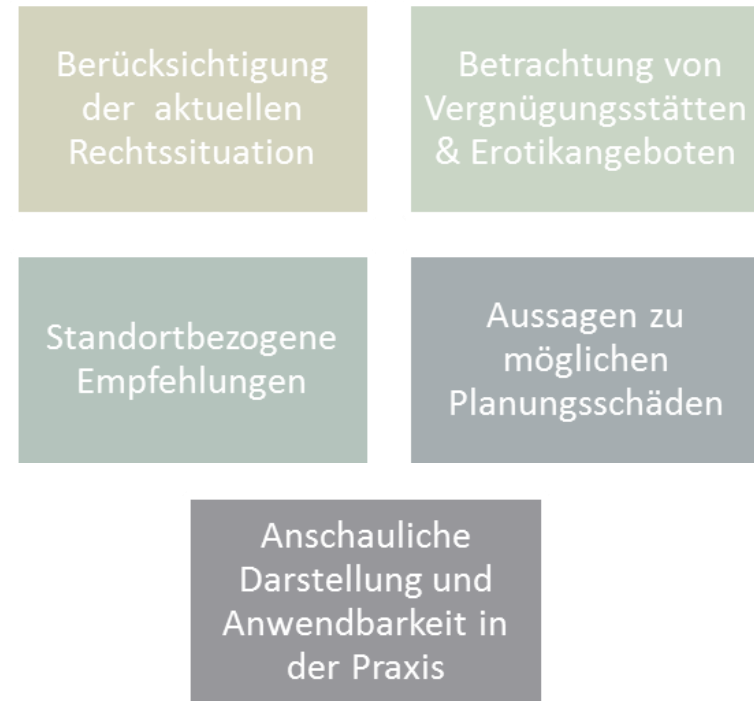 Berücksichtigung
der aktuellen
Rechtssituation
Betrachtung von
Vergnügungsstätten
& Erotikangeboten
Standortbezogene
Empfehlungen
Aussagen zu
möglichen
Planungsschäden
Anschauliche
Darstellung und
Anwendbarkeit in
der Praxis